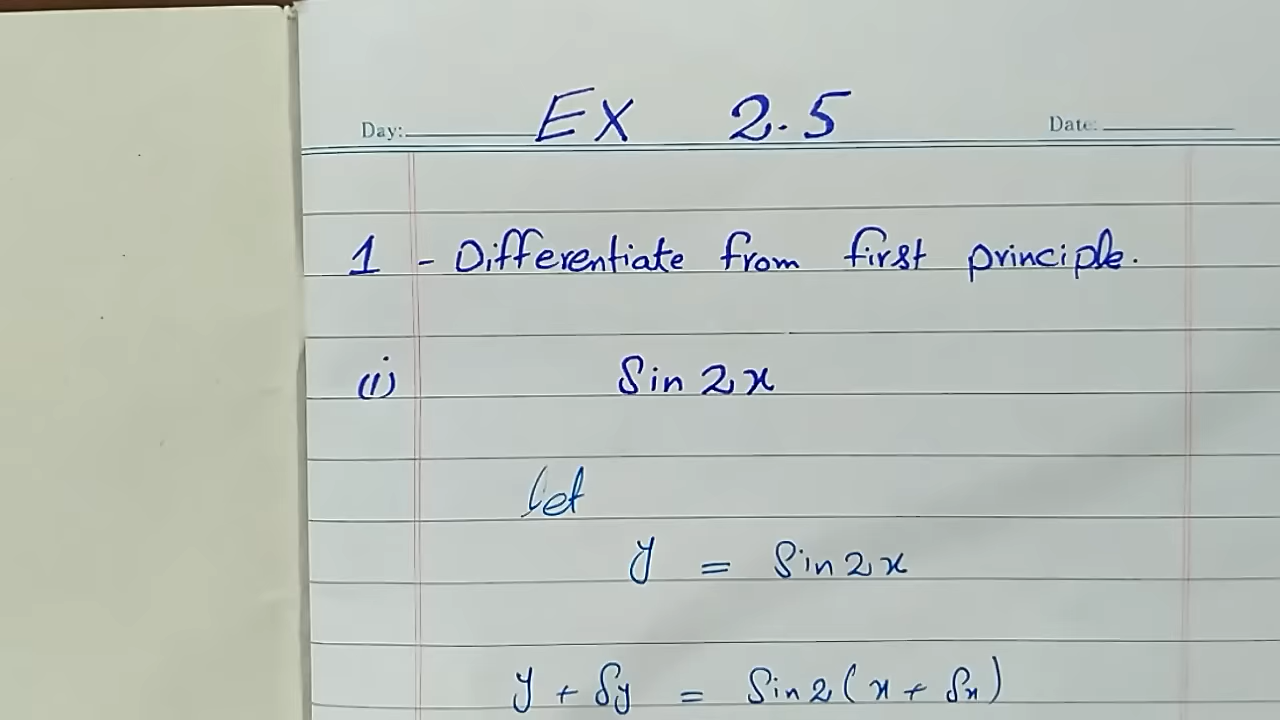 EX 2.5
Day: Date:
1 - Differentiate from first principle.
(i) Sin 2x
let
y = Sin 2x
y + δy = Sin 2(x + δx)